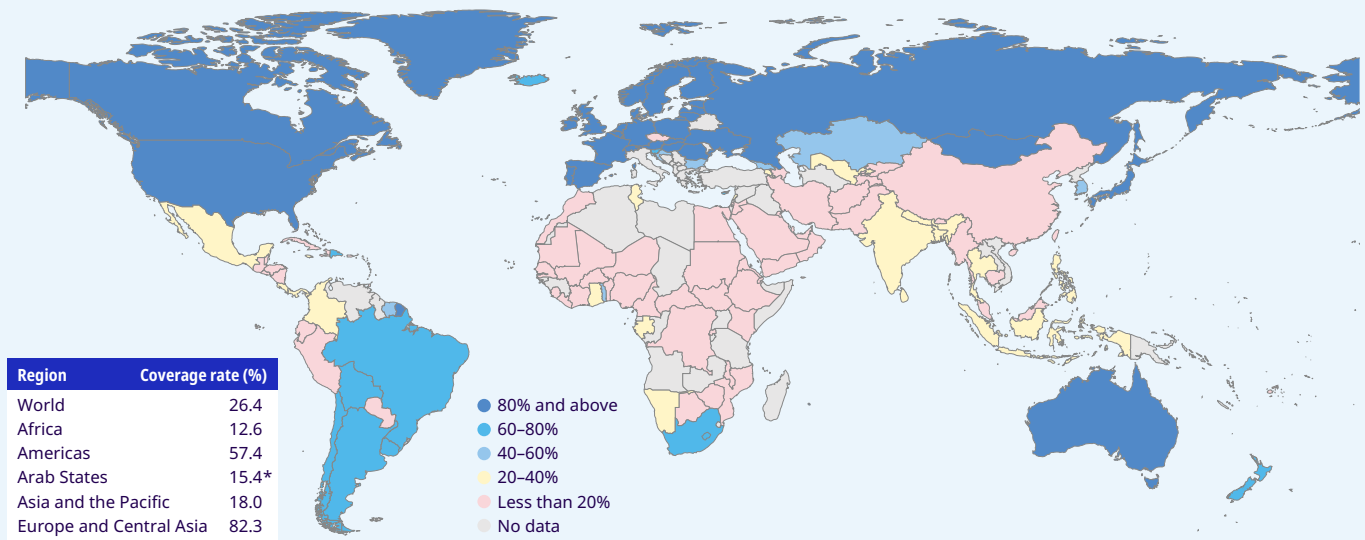 Region Coverage rate (%)
World 26.4
Africa 12.6
Americas 57.4
Arab States 15.4*
Asia and the Pacific 18.0
Europe and Central Asia 82.3
80% and above
60–80%
40–60%
20–40%
Less than 20%
No data